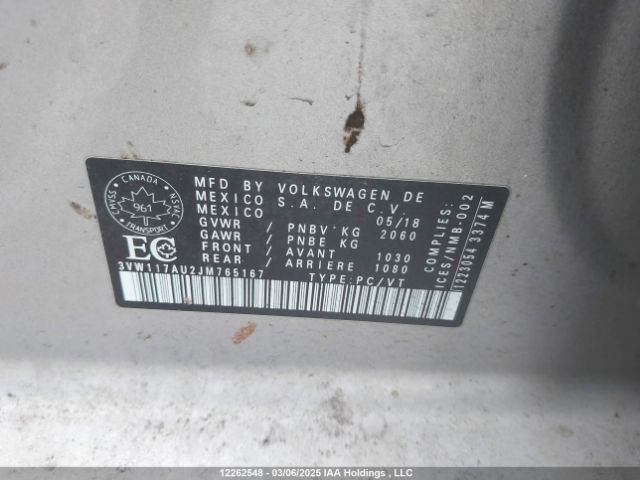 CANADA
CMVSS
NSVAC
961
TRANSPORT
EC
3VW117AU2JM765167
MFD BY VOLKSWAGEN DE
MEXICO S.A. DE C.V.
MEXICO 05/18
GVWR / PNBV KG 2060
GAWR / PNBE KG
FRONT / AVANT 1030
REAR / ARRIERE 1080
TYPE:PC/VT
COMPLIES:
ICES/NMB-002
1223054 3374 M
12262548 - 03/06/2025 IAA Holdings , LLC